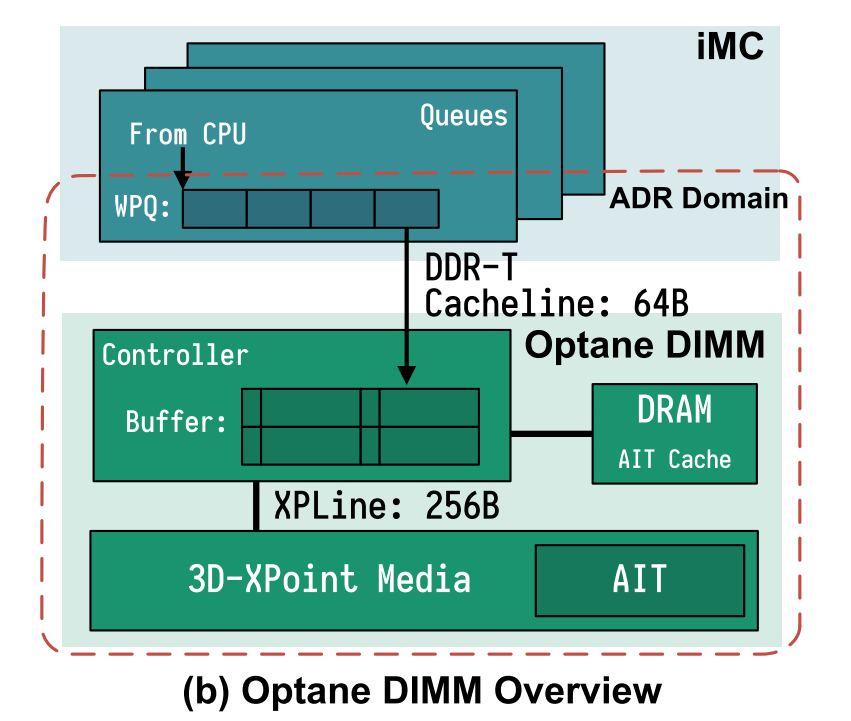 iMC
Queues
From CPU
WPQ:
ADR Domain
DDR-T
Cacheline: 64B
Optane DIMM
Controller
Buffer:
DRAM
AIT Cache
XPLine: 256B
3D-XPoint Media
AIT
(b) Optane DIMM Overview